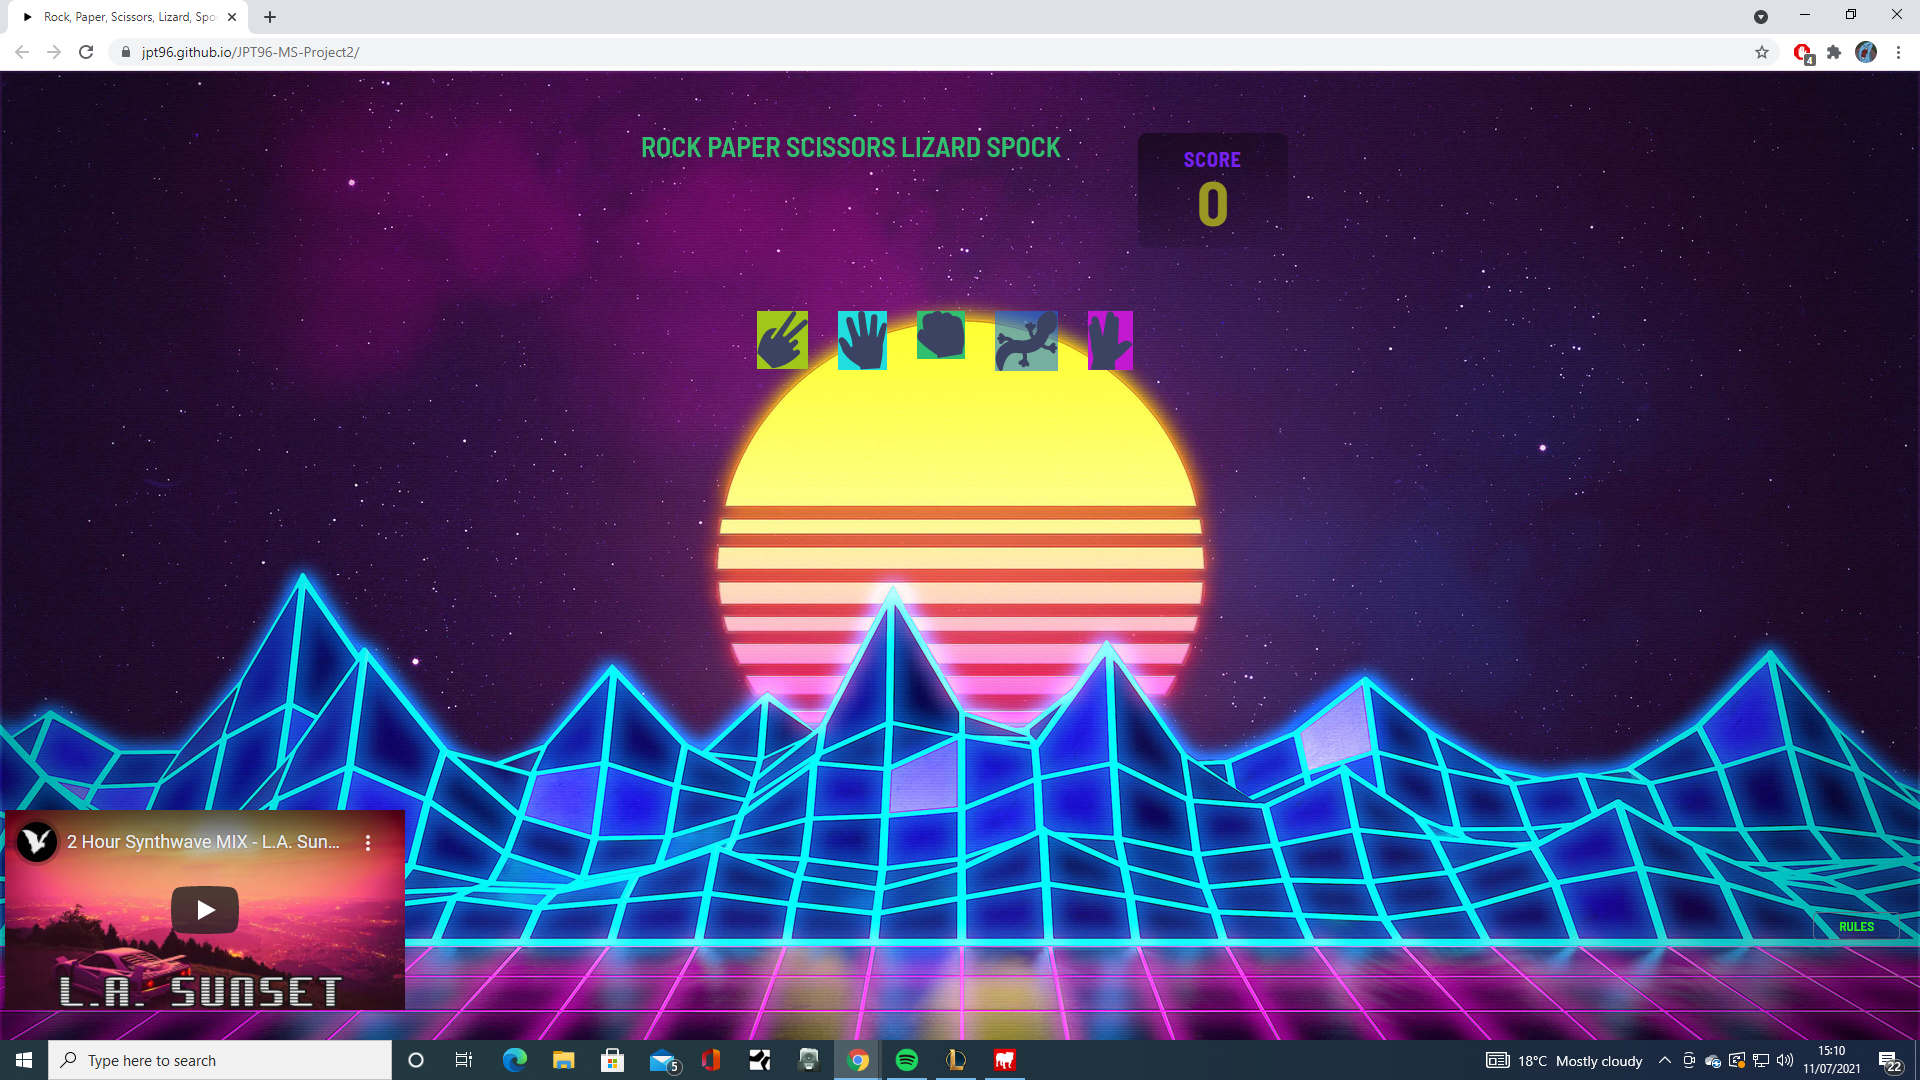 Rock, Paper, Scissors, Lizard, Spo
jpt96.github.io/JPT96-MS-Project2/
4
ROCK PAPER SCISSORS LIZARD SPOCK
SCORE
0
2 Hour Synthwave MIX - L.A. Sun...
L.A. SUNSET
RULES
Type here to search
5
18°C Mostly cloudy
15:10
11/07/2021
22